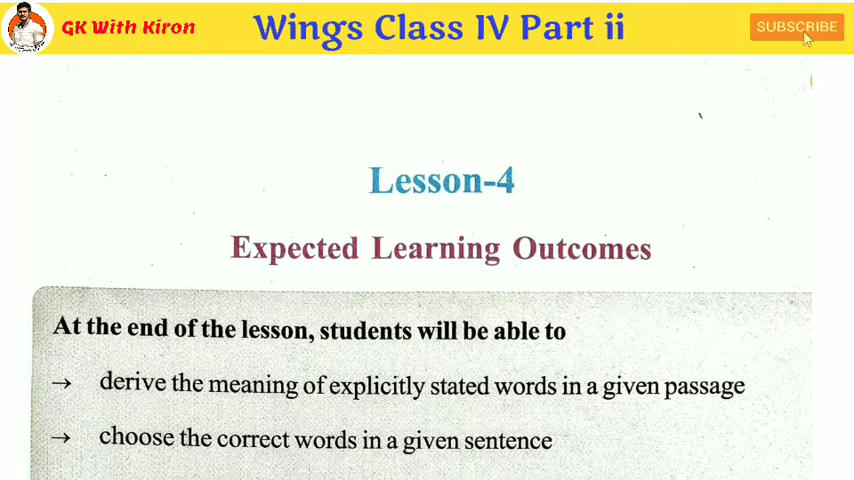 GK With Kiron
Wings Class IV Part ii
SUBSCRIBE
Lesson-4
Expected Learning Outcomes
At the end of the lesson, students will be able to
→ derive the meaning of explicitly stated words in a given passage
→ choose the correct words in a given sentence